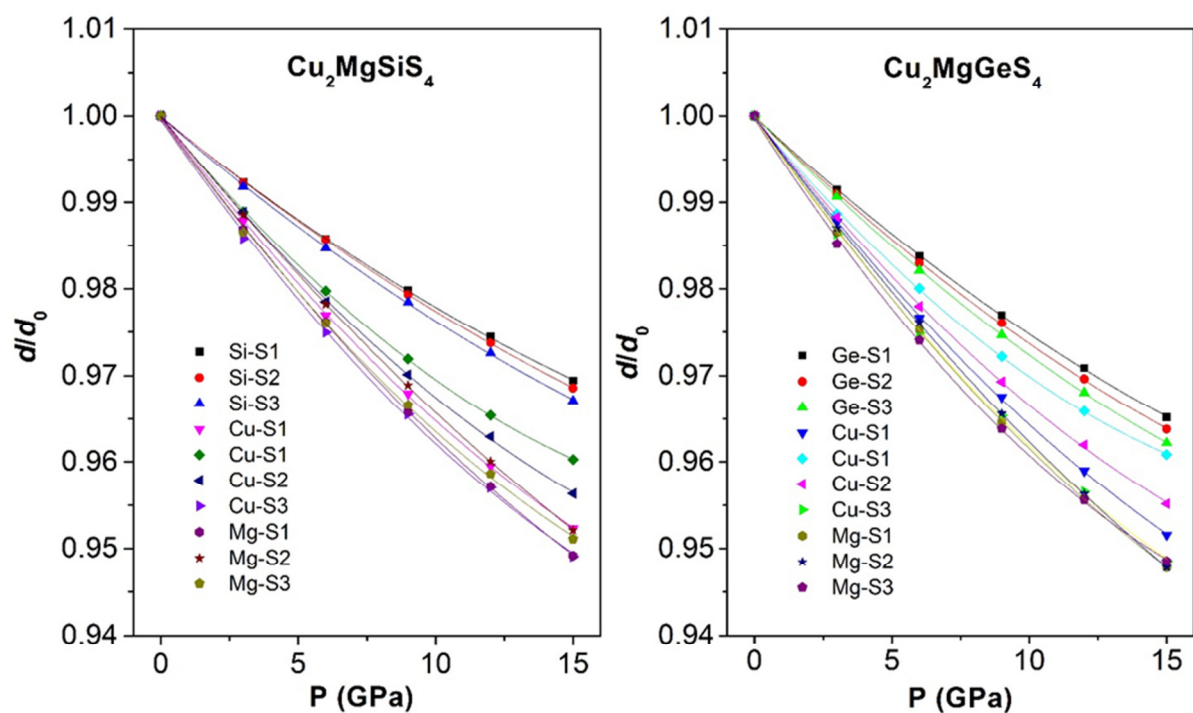 Cu₂MgSiS₄
d/d₀
1.01
1.00
0.99
0.98
0.97
0.96
0.95
0.94
Si-S1
Si-S2
Si-S3
Cu-S1
Cu-S1
Cu-S2
Cu-S3
Mg-S1
Mg-S2
Mg-S3
0
5
10
15
P (GPa)
Cu₂MgGeS₄
d/d₀
1.01
1.00
0.99
0.98
0.97
0.96
0.95
0.94
Ge-S1
Ge-S2
Ge-S3
Cu-S1
Cu-S1
Cu-S2
Cu-S3
Mg-S1
Mg-S2
Mg-S3
0
5
10
15
P (GPa)